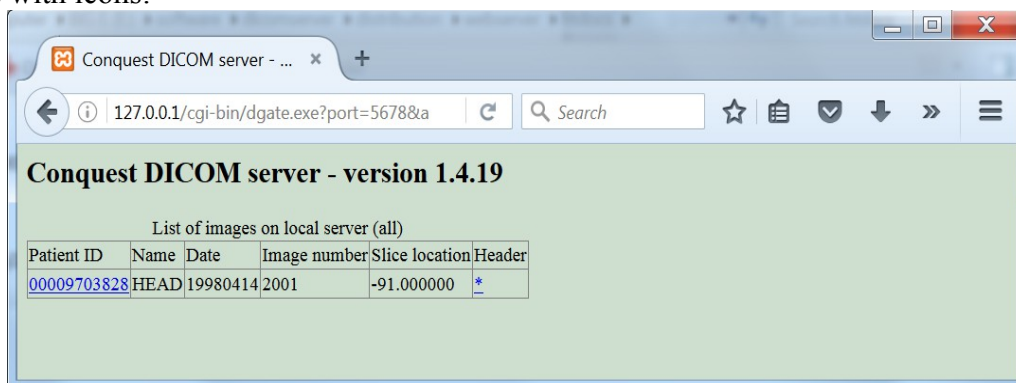 with icons.
Conquest DICOM server - ... × +
127.0.0.1/cgi-bin/dgate.exe?port=5678&a Search
Conquest DICOM server - version 1.4.19
List of images on local server (all)
Patient ID Name Date Image number Slice location Header
00009703828 HEAD 19980414 2001 -91.000000 *